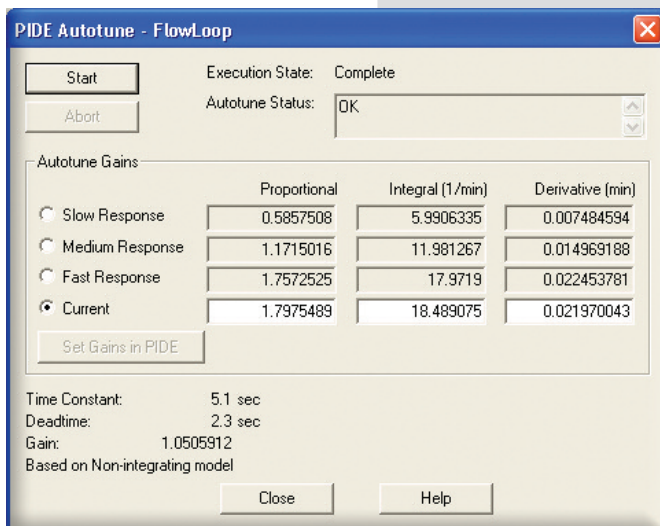 PIDE Autotune - FlowLoop
Start
Execution State: Complete
Abort
Autotune Status: OK
Autotune Gains
Proportional Integral (1/min) Derivative (min)
Slow Response 0.5857508 5.9906335 0.007484594
Medium Response 1.1715016 11.981267 0.014969188
Fast Response 1.7572525 17.9719 0.022453781
Current 1.7975489 18.489075 0.021970043
Set Gains in PIDE
Time Constant: 5.1 sec
Deadtime: 2.3 sec
Gain: 1.0505912
Based on Non-integrating model
Close Help